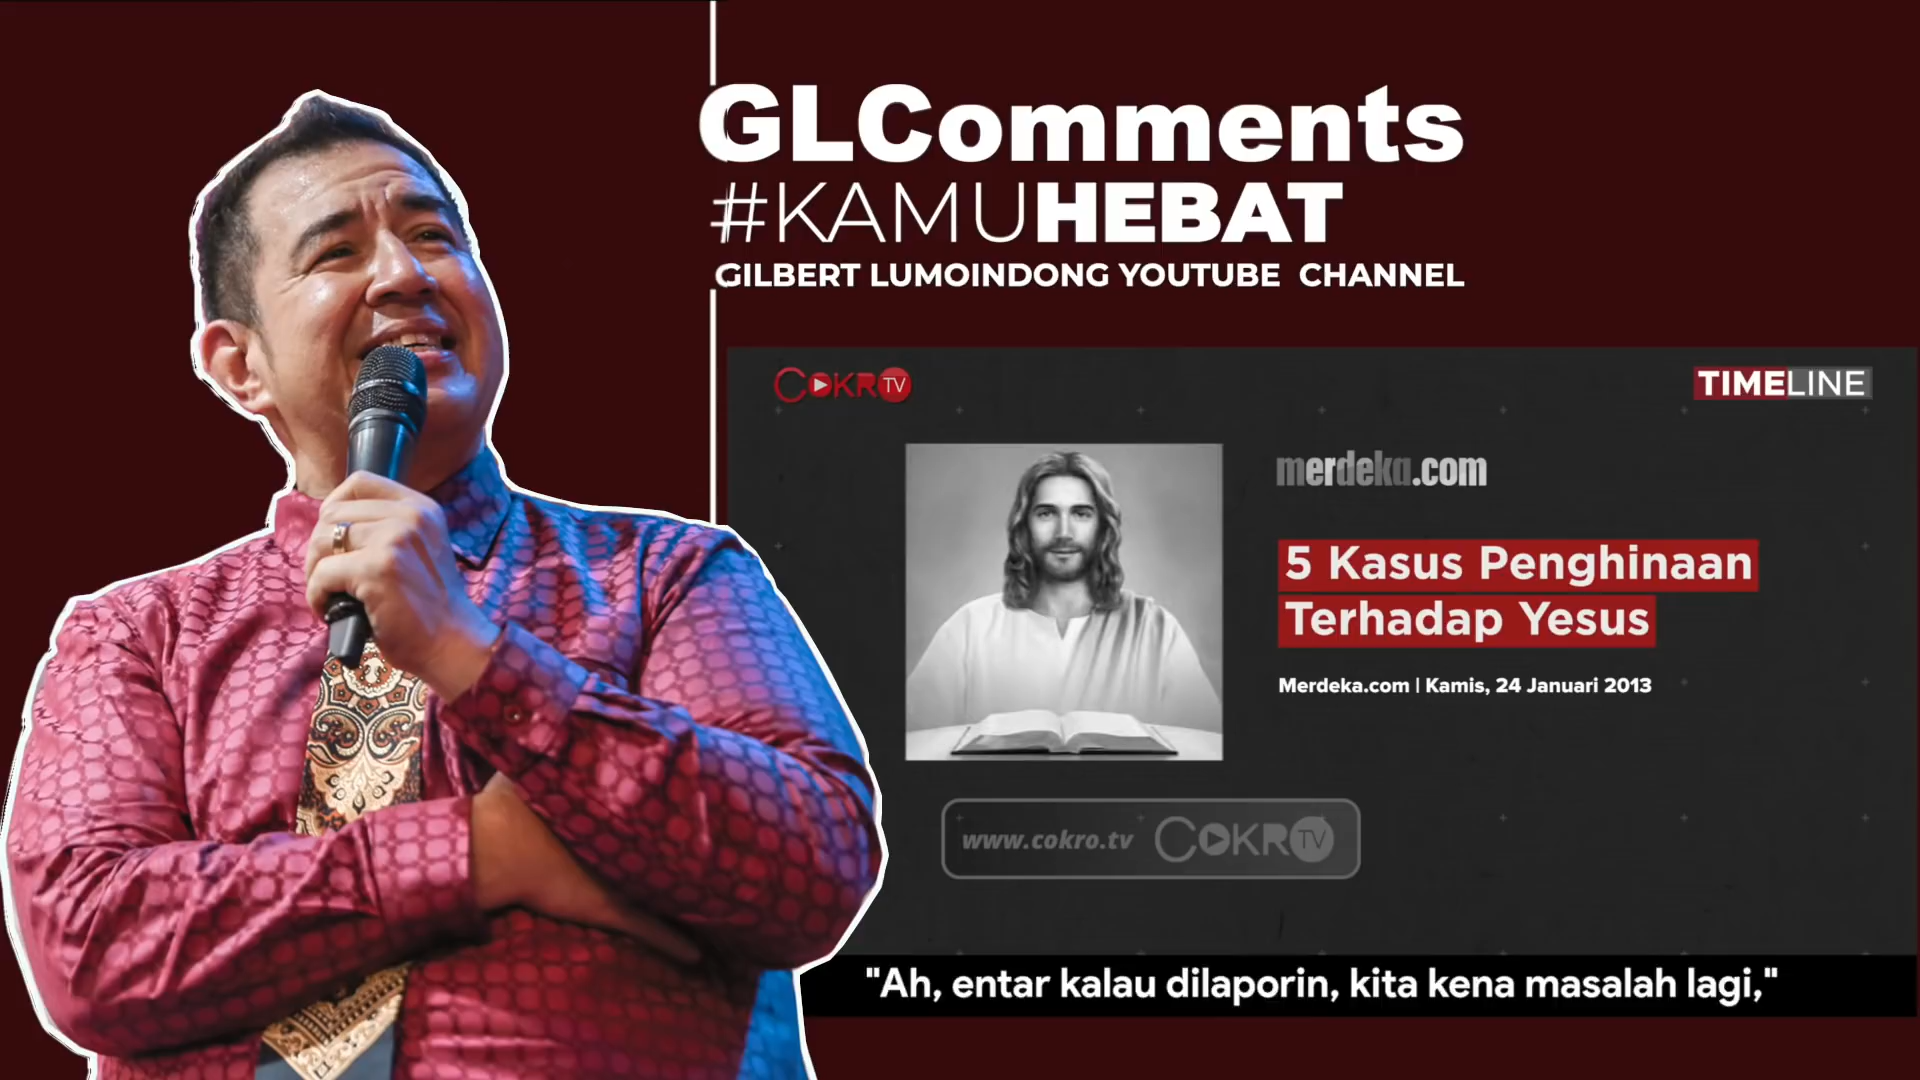 GLComments
#KAMUHEBAT
GILBERT LUMOINDONG YOUTUBE CHANNEL
COKRO TV
TIMELINE
merdeka.com
5 Kasus Penghinaan
Terhadap Yesus
Merdeka.com | Kamis, 24 Januari 2013
www.cokro.tv COKRO TV
"Ah, entar kalau dilaporin, kita kena masalah lagi,"